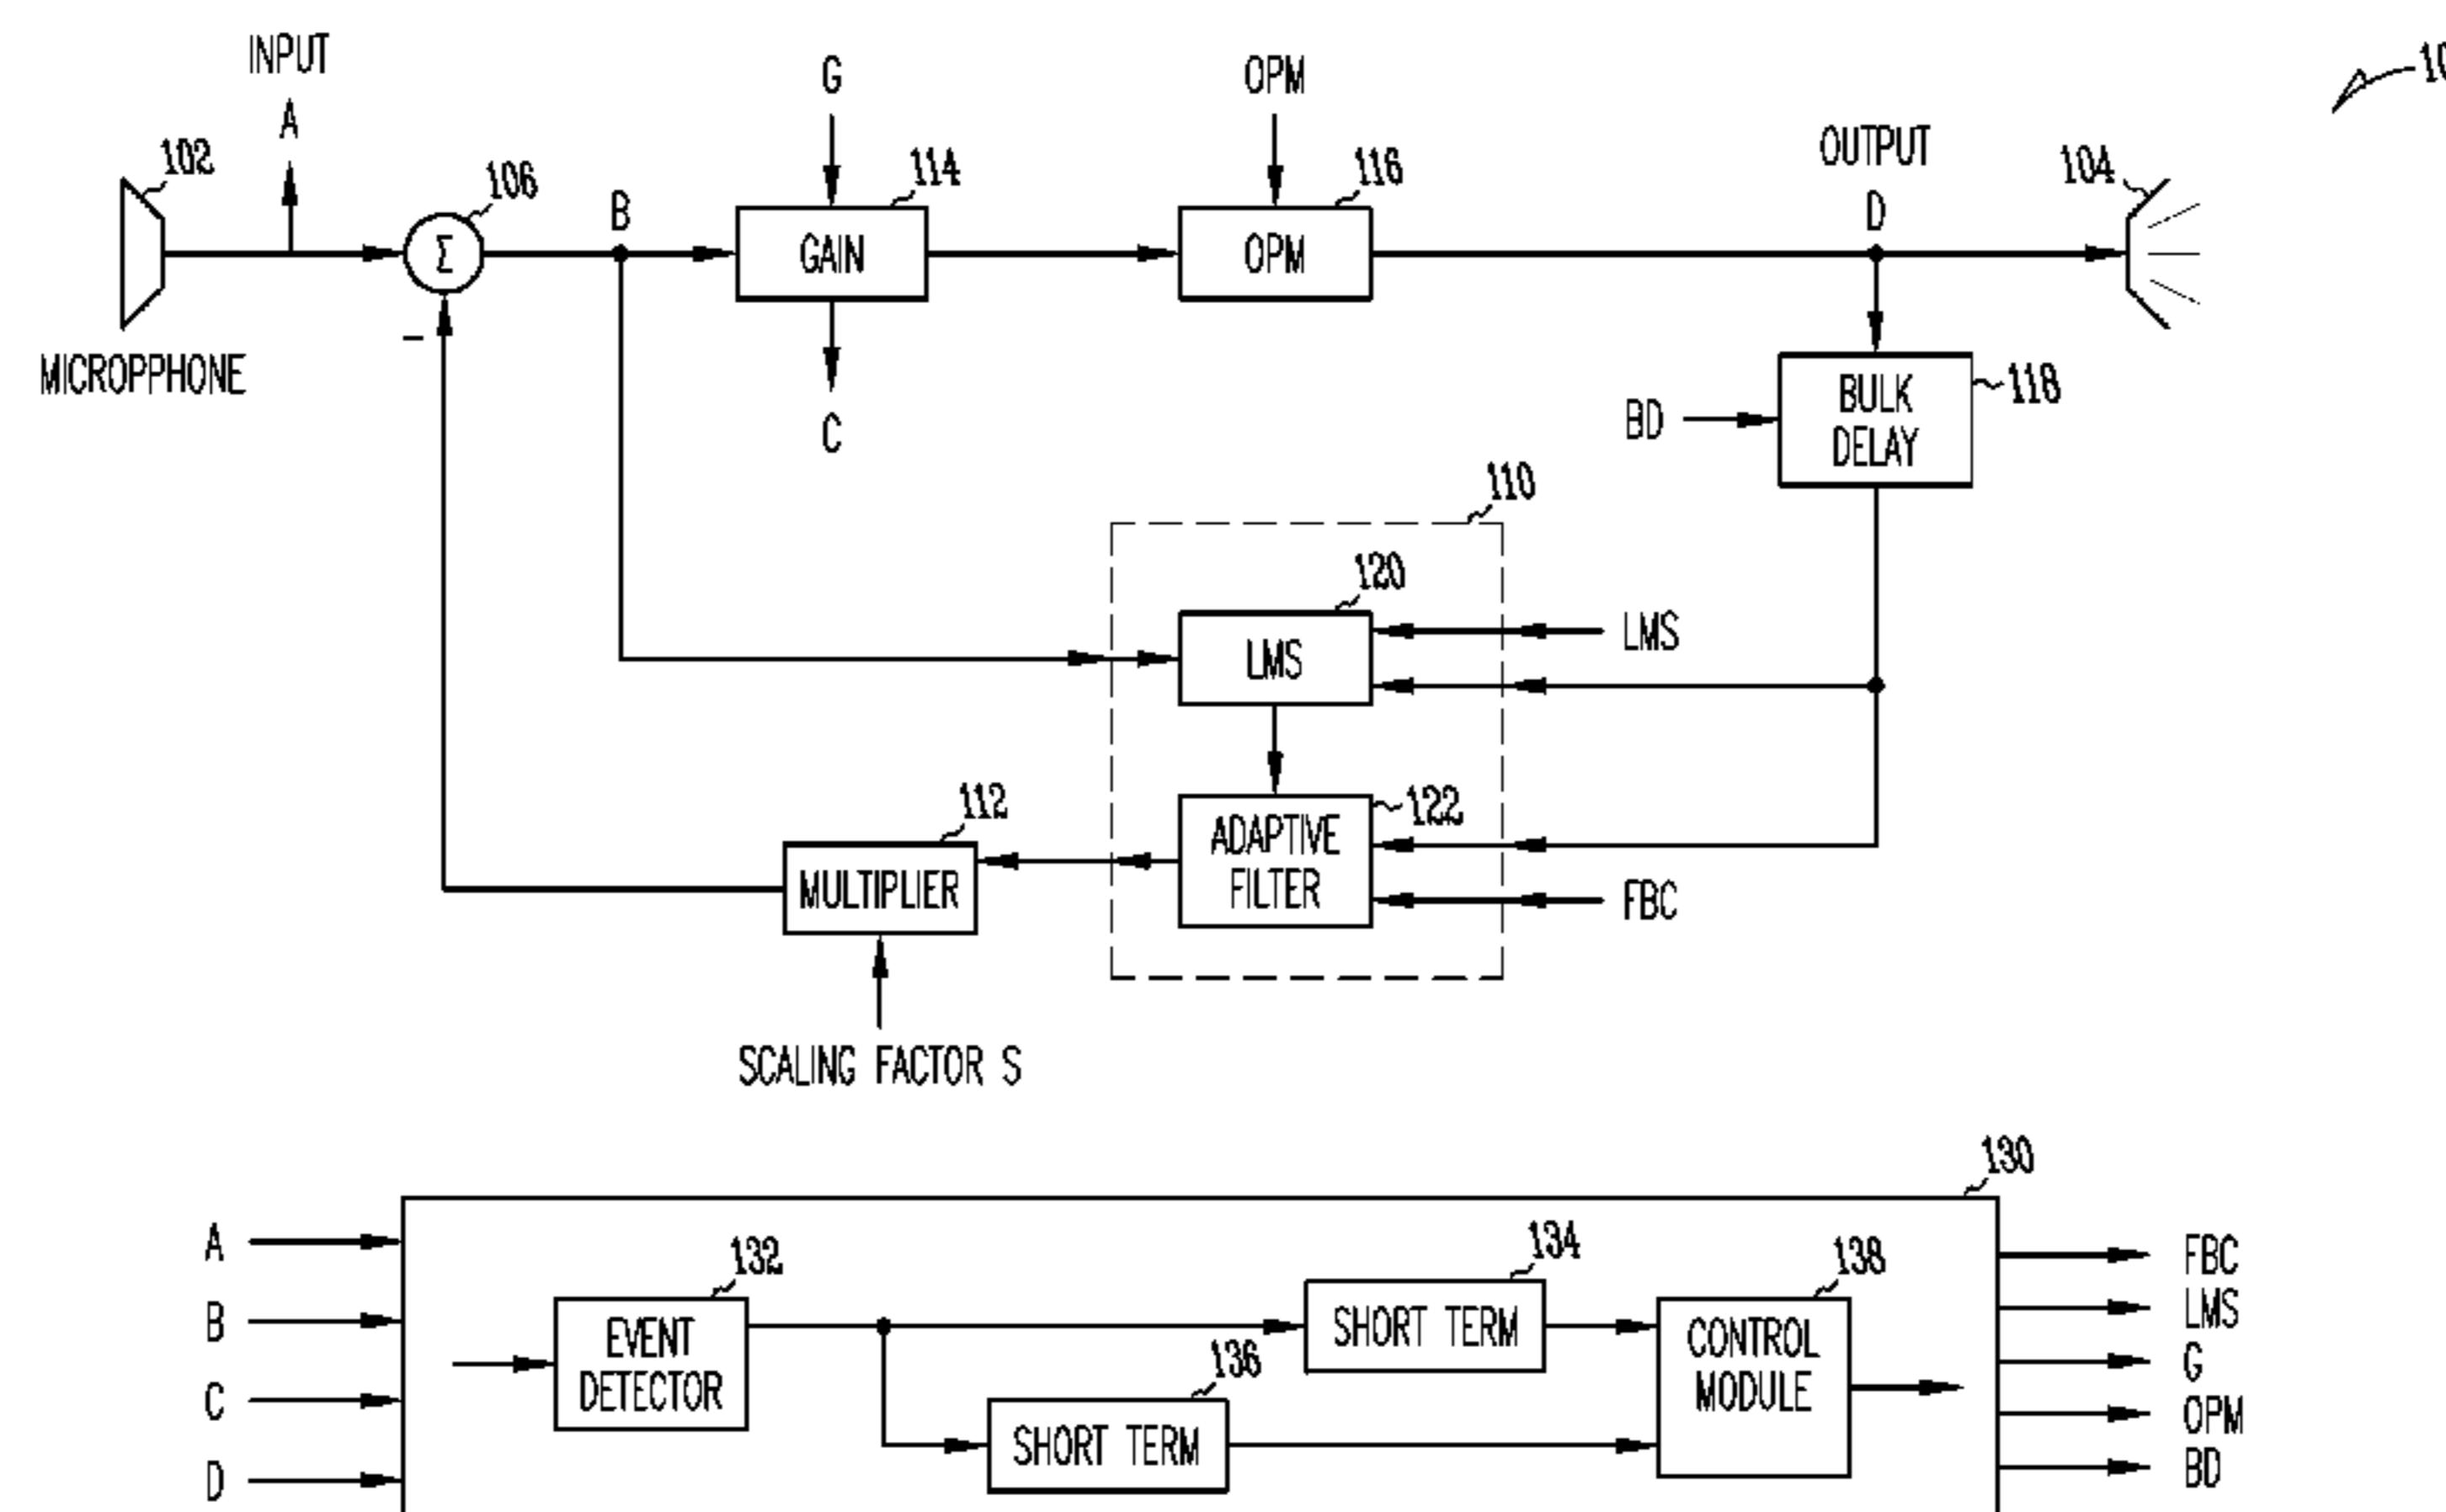 INPUT
A
102
MICROPPHONE
106
Σ
−
B
G
114
GAIN
C
OPM
116
OPM
OUTPUT
D
104
BD
BULK
DELAY
118
110
120
LMS
LMS
ADAPTIVE
FILTER
122
FBC
112
MULTIPLIER
SCALING FACTOR S
130
A
B
C
D
132
EVENT
DETECTOR
134
SHORT TERM
136
SHORT TERM
138
CONTROL
MODULE
FBC
LMS
G
OPM
BD